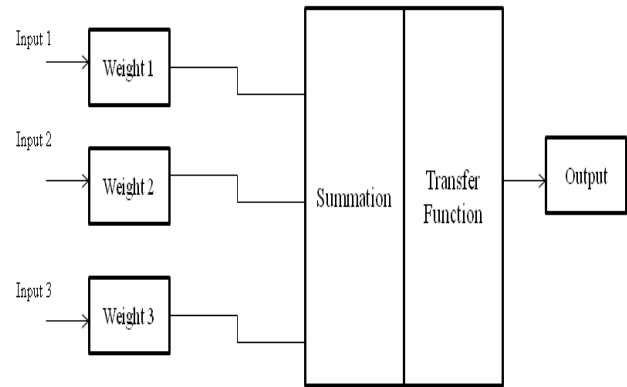 Input 1
Weight 1
Input 2
Weight 2
Input 3
Weight 3
Summation
Transfer
Function
Output